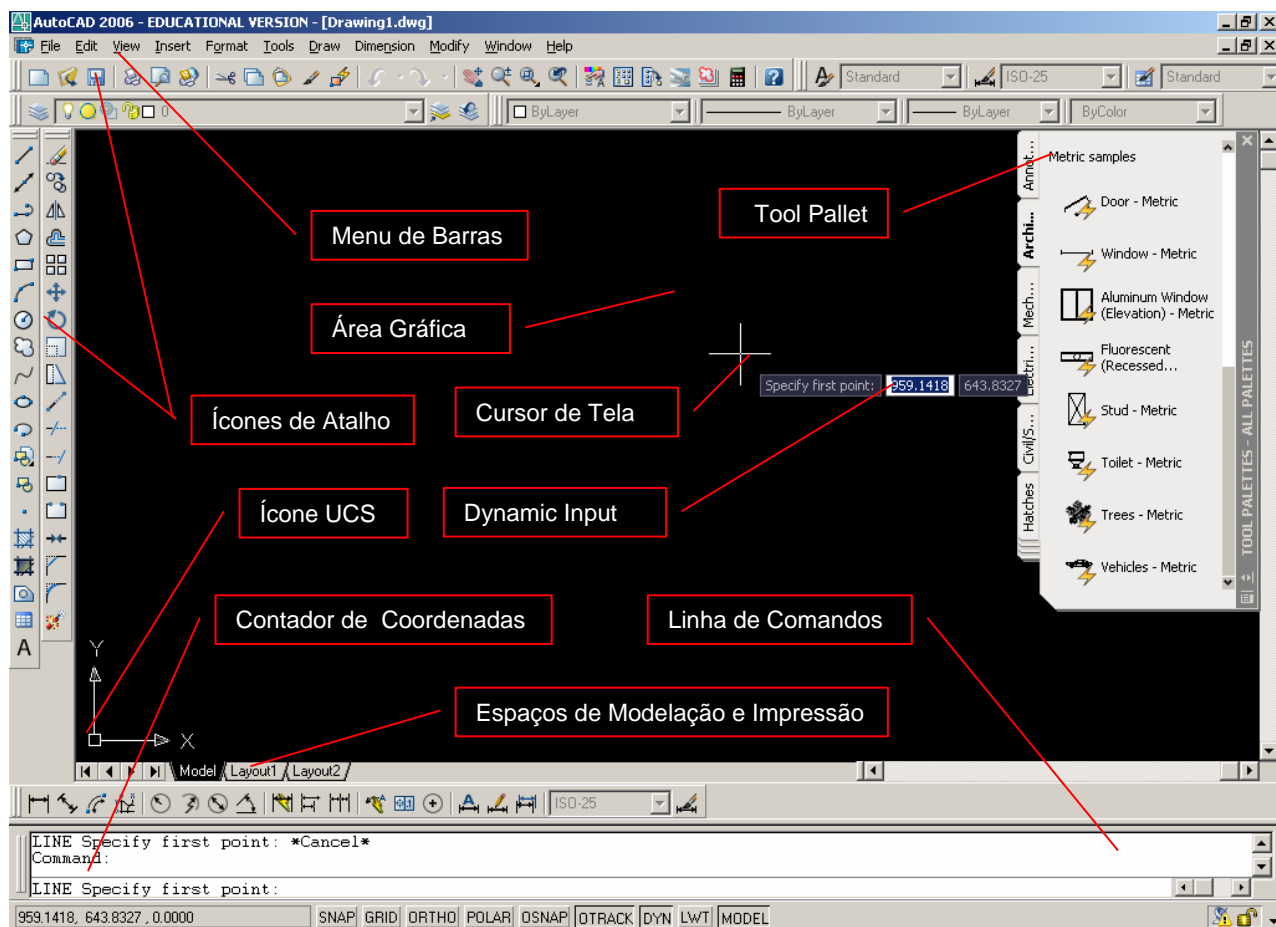 AutoCAD 2006 - EDUCATIONAL VERSION - [Drawing1.dwg]
File Edit View Insert Format Tools Draw Dimension Modify Window Help
Standard ISO-25 Standard
0 ByLayer ByLayer ByLayer ByColor
Annot...
Archi...
Mech...
Electri...
Civil/S...
Hatches
Metric samples
Door - Metric
Window - Metric
Aluminum Window
(Elevation) - Metric
Fluorescent
(Recessed...
Stud - Metric
Toilet - Metric
Trees - Metric
Vehicles - Metric
TOOL PALETTES - ALL PALETTES
Tool Pallet
Menu de Barras
Área Gráfica
Specify first point: 959.1418 643.8327
Cursor de Tela
Ícones de Atalho
Ícone UCS
Dynamic Input
Contador de Coordenadas
Linha de Comandos
A
Y
Espaços de Modelação e Impressão
X
Model Layout1 Layout2
ISO-25
LINE Specify first point: *Cancel*
Command:
LINE Specify first point:
959.1418, 643.8327 , 0.0000 SNAP GRID ORTHO POLAR OSNAP OTRACK DYN LWT MODEL